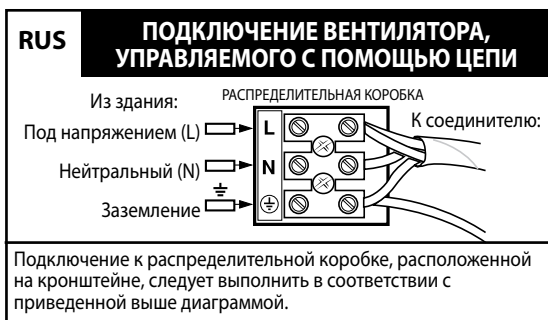 RUS
ПОДКЛЮЧЕНИЕ ВЕНТИЛЯТОРА,
УПРАВЛЯЕМОГО С ПОМОЩЬЮ ЦЕПИ
Из здания:
РАСПРЕДЕЛИТЕЛЬНАЯ КОРОБКА
К соединителю:
Под напряжением (L)
L
Нейтральный (N)
N
Заземление
Подключение к распределительной коробке, расположенной
на кронштейне, следует выполнить в соответствии с
приведенной выше диаграммой.